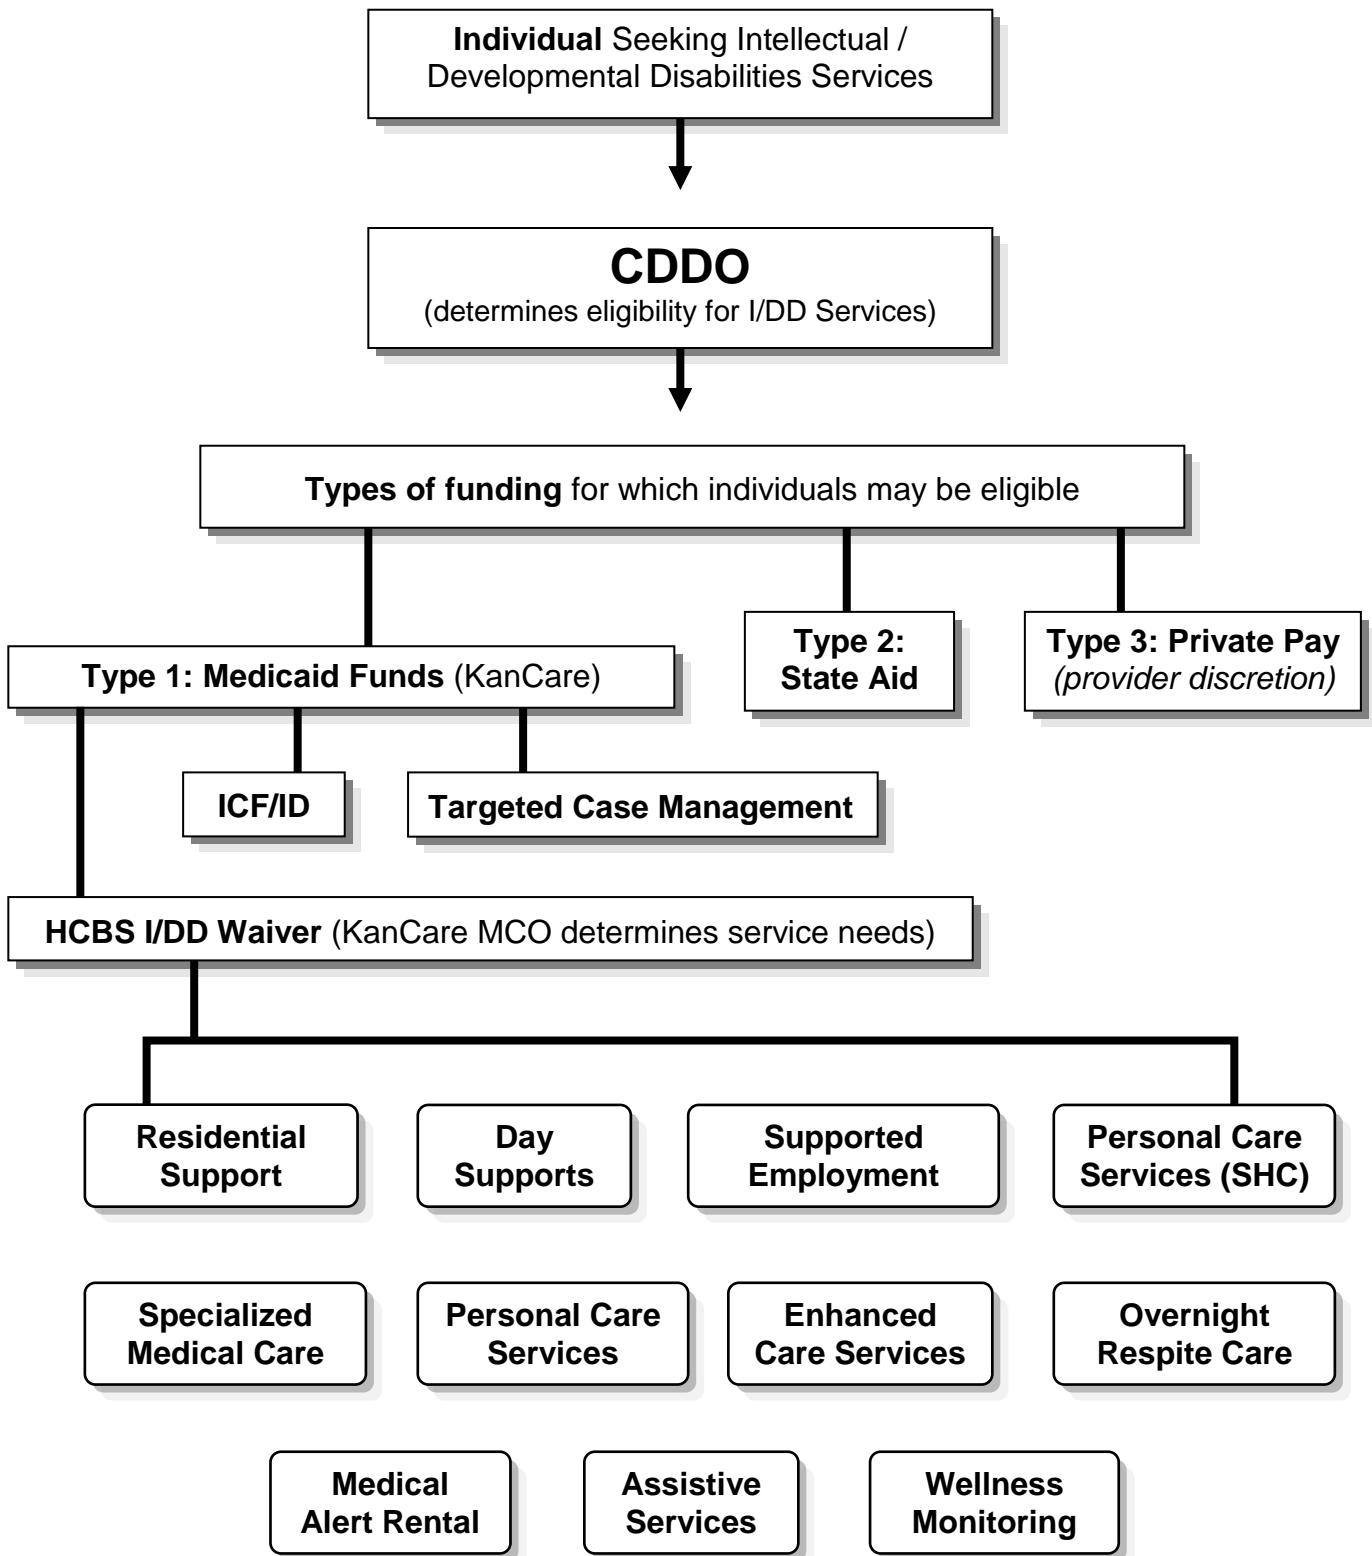 Individual Seeking Intellectual /
Developmental Disabilities Services
CDDO
(determines eligibility for I/DD Services)
Types of funding for which individuals may be eligible
Type 1: Medicaid Funds (KanCare)
Type 2:
State Aid
Type 3: Private Pay
(provider discretion)
ICF/ID
Targeted Case Management
HCBS I/DD Waiver (KanCare MCO determines service needs)
Residential
Support
Day
Supports
Supported
Employment
Personal Care
Services (SHC)
Specialized
Medical Care
Personal Care
Services
Enhanced
Care Services
Overnight
Respite Care
Medical
Alert Rental
Assistive
Services
Wellness
Monitoring